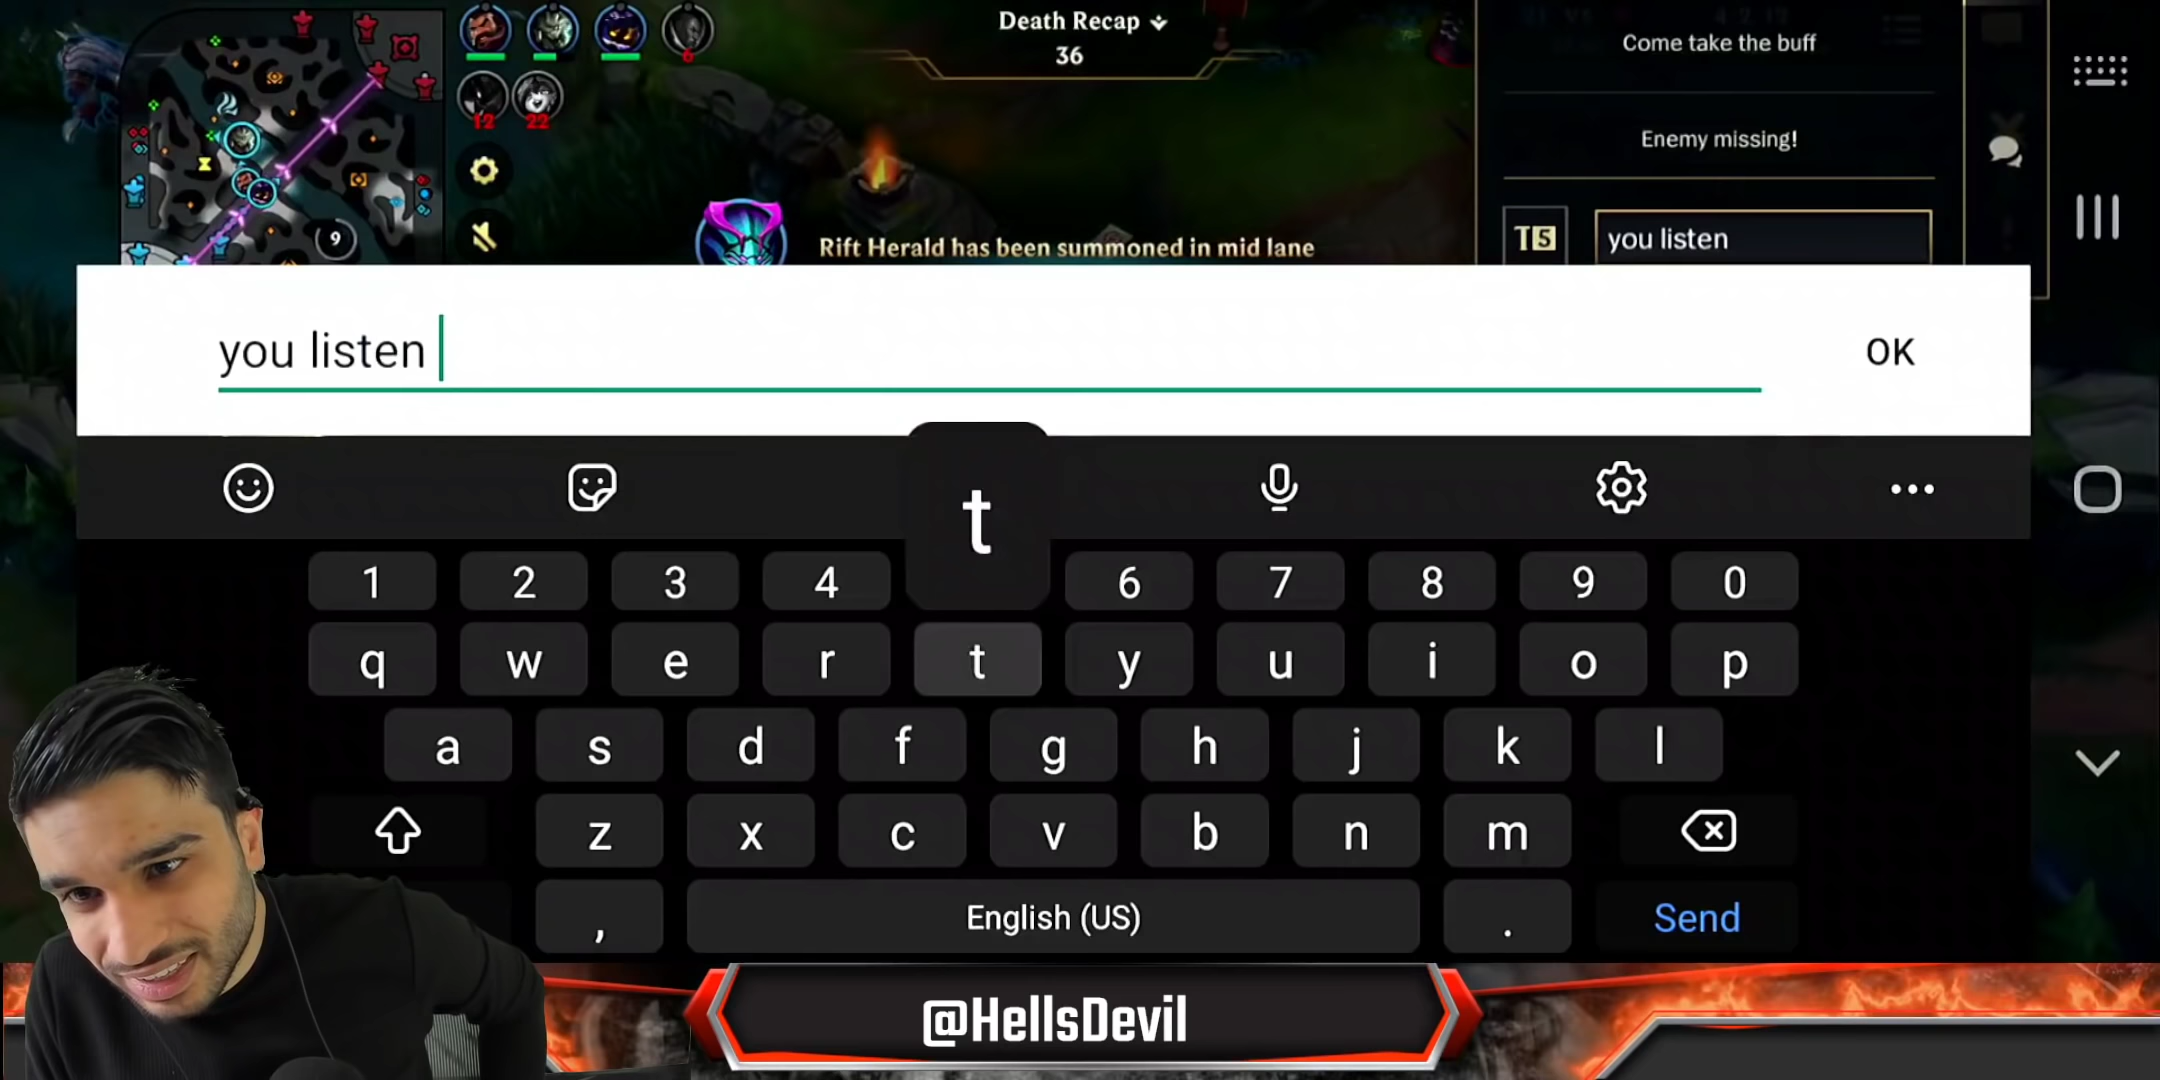 Death Recap
36
6
12
22
9
Rift Herald has been summoned in mid lane
Come take the buff
Enemy missing!
T5
you listen
you listen
OK
t
1 2 3 4 6 7 8 9 0
q w e r t y u i o p
a s d f g h j k l
z x c v b n m
, English (US) . Send
@HellsDevil